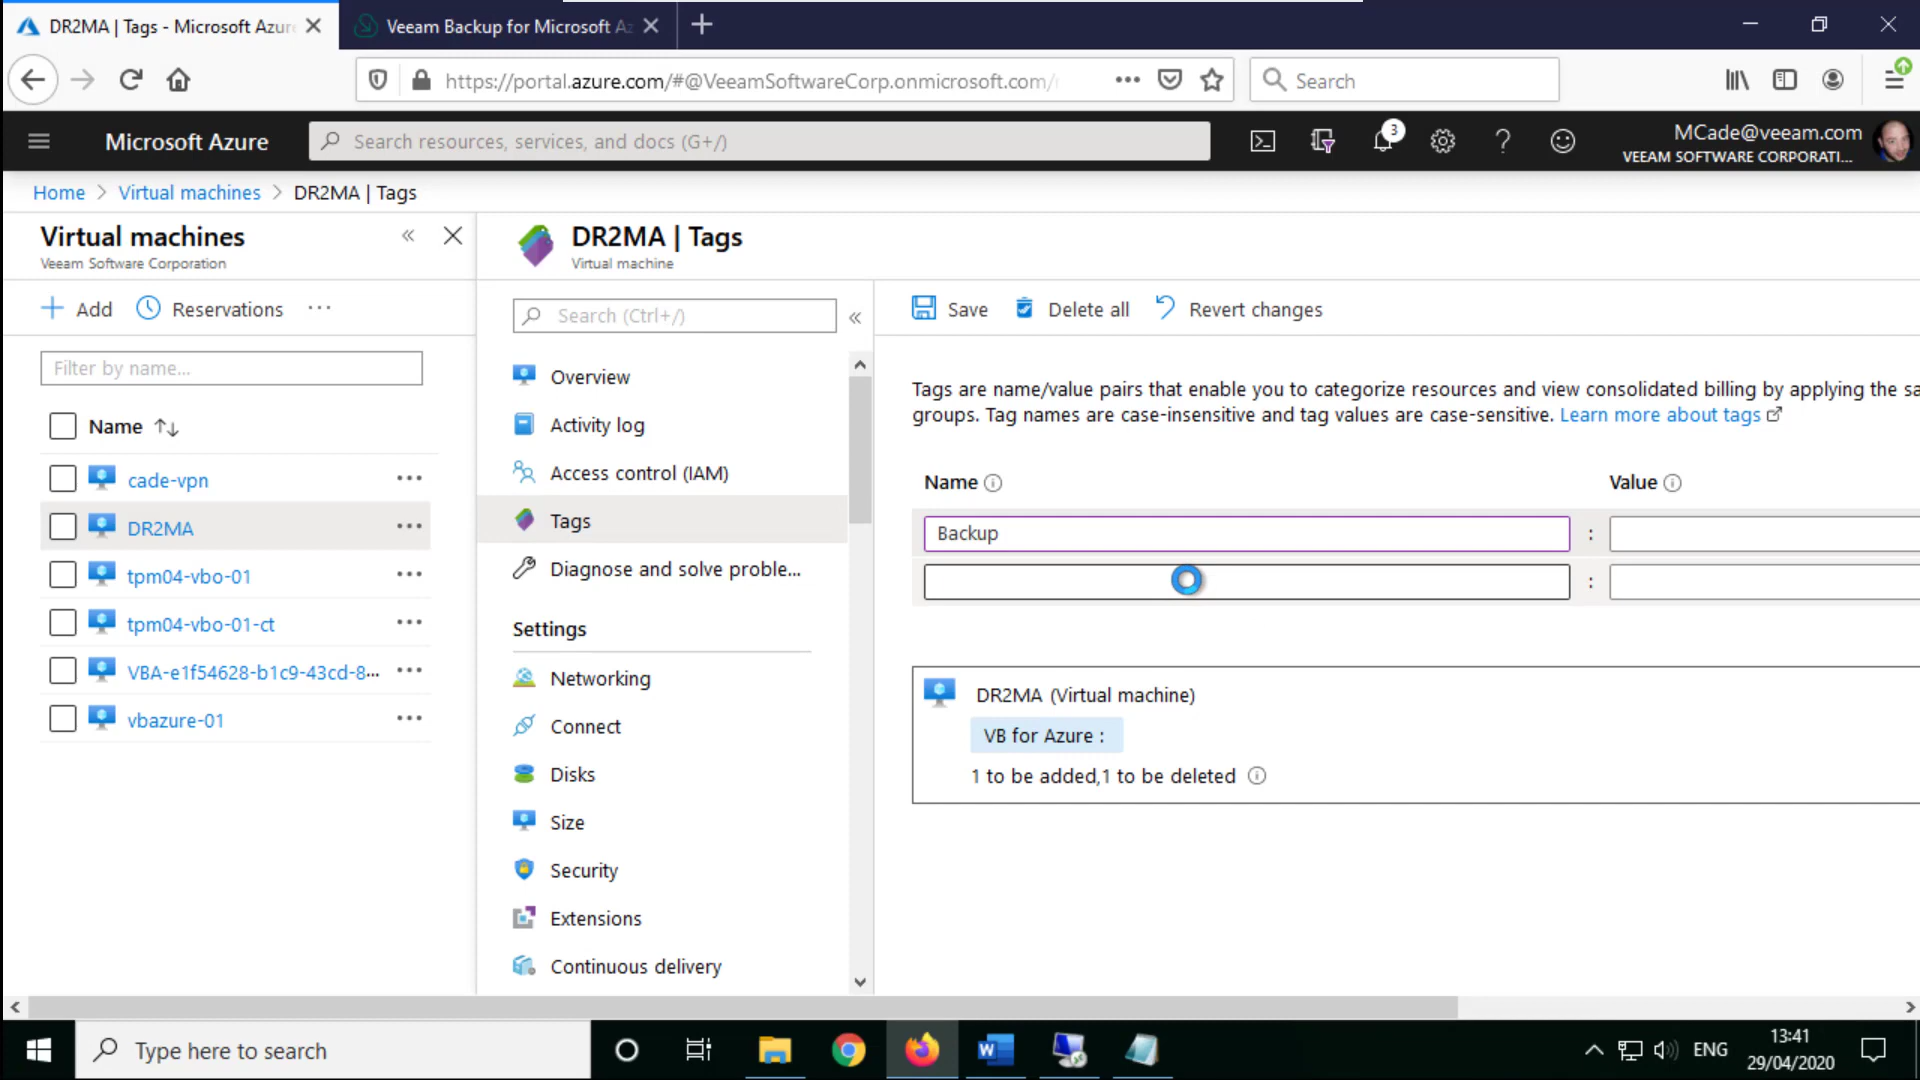 DR2MA | Tags - Microsoft Azur
Veeam Backup for Microsoft Az
https://portal.azure.com/#@VeeamSoftwareCorp.onmicrosoft.com/
Search
Microsoft Azure
Search resources, services, and docs (G+/)
3
MCade@veeam.com
VEEAM SOFTWARE CORPORATI...
Home > Virtual machines > DR2MA | Tags
Virtual machines
Veeam Software Corporation
Add
Reservations
Filter by name...
Name
cade-vpn
DR2MA
tpm04-vbo-01
tpm04-vbo-01-ct
VBA-e1f54628-b1c9-43cd-8...
vbazure-01
DR2MA | Tags
Virtual machine
Search (Ctrl+/)
Overview
Activity log
Access control (IAM)
Tags
Diagnose and solve proble...
Settings
Networking
Connect
Disks
Size
Security
Extensions
Continuous delivery
Save
Delete all
Revert changes
Tags are name/value pairs that enable you to categorize resources and view consolidated billing by applying the sa
groups. Tag names are case-insensitive and tag values are case-sensitive. Learn more about tags
Name
Value
Backup
:
:
DR2MA (Virtual machine)
VB for Azure :
1 to be added,1 to be deleted
Type here to search
ENG
13:41
29/04/2020